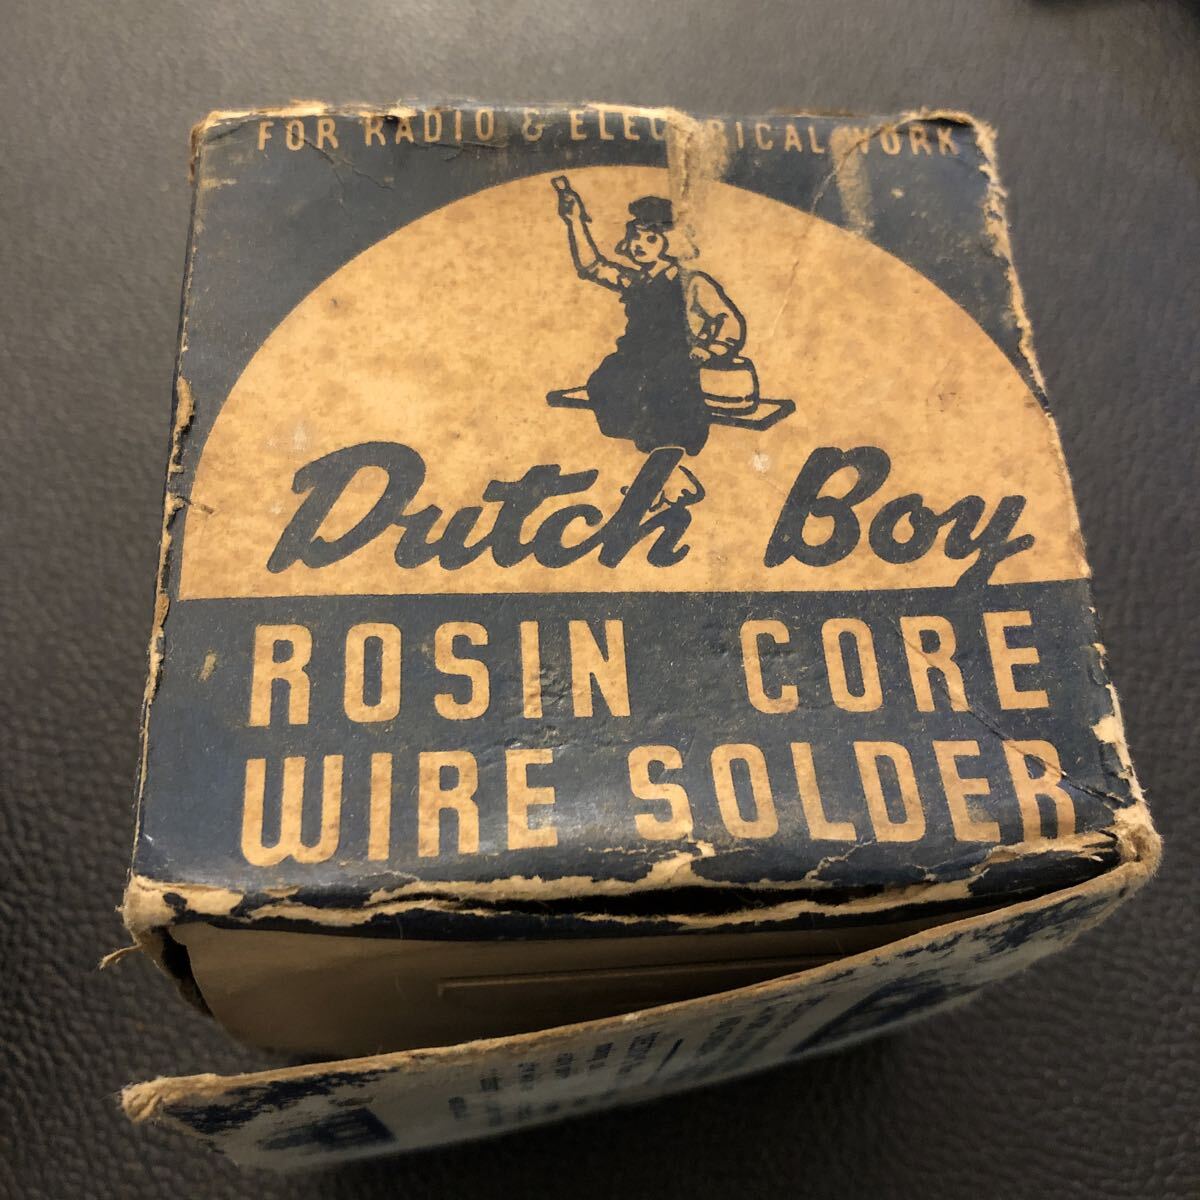 FOR RADIO & ELECTRICAL WORK
Dutch Boy
ROSIN CORE
WIRE SOLDER